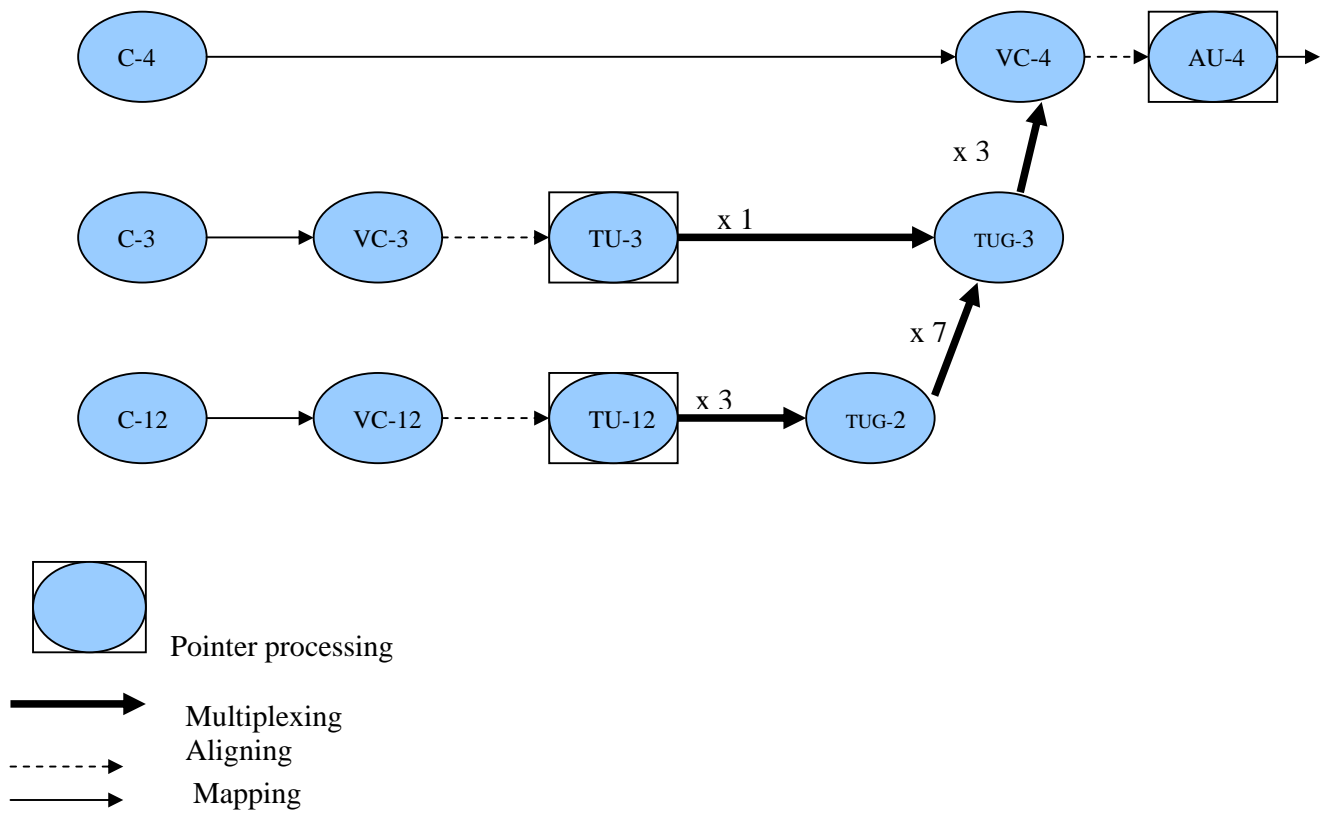 C-4
VC-4
AU-4
x 3
C-3
VC-3
TU-3
x 1
TUG-3
x 7
C-12
VC-12
TU-12
x 3
TUG-2
Pointer processing
Multiplexing
Aligning
Mapping